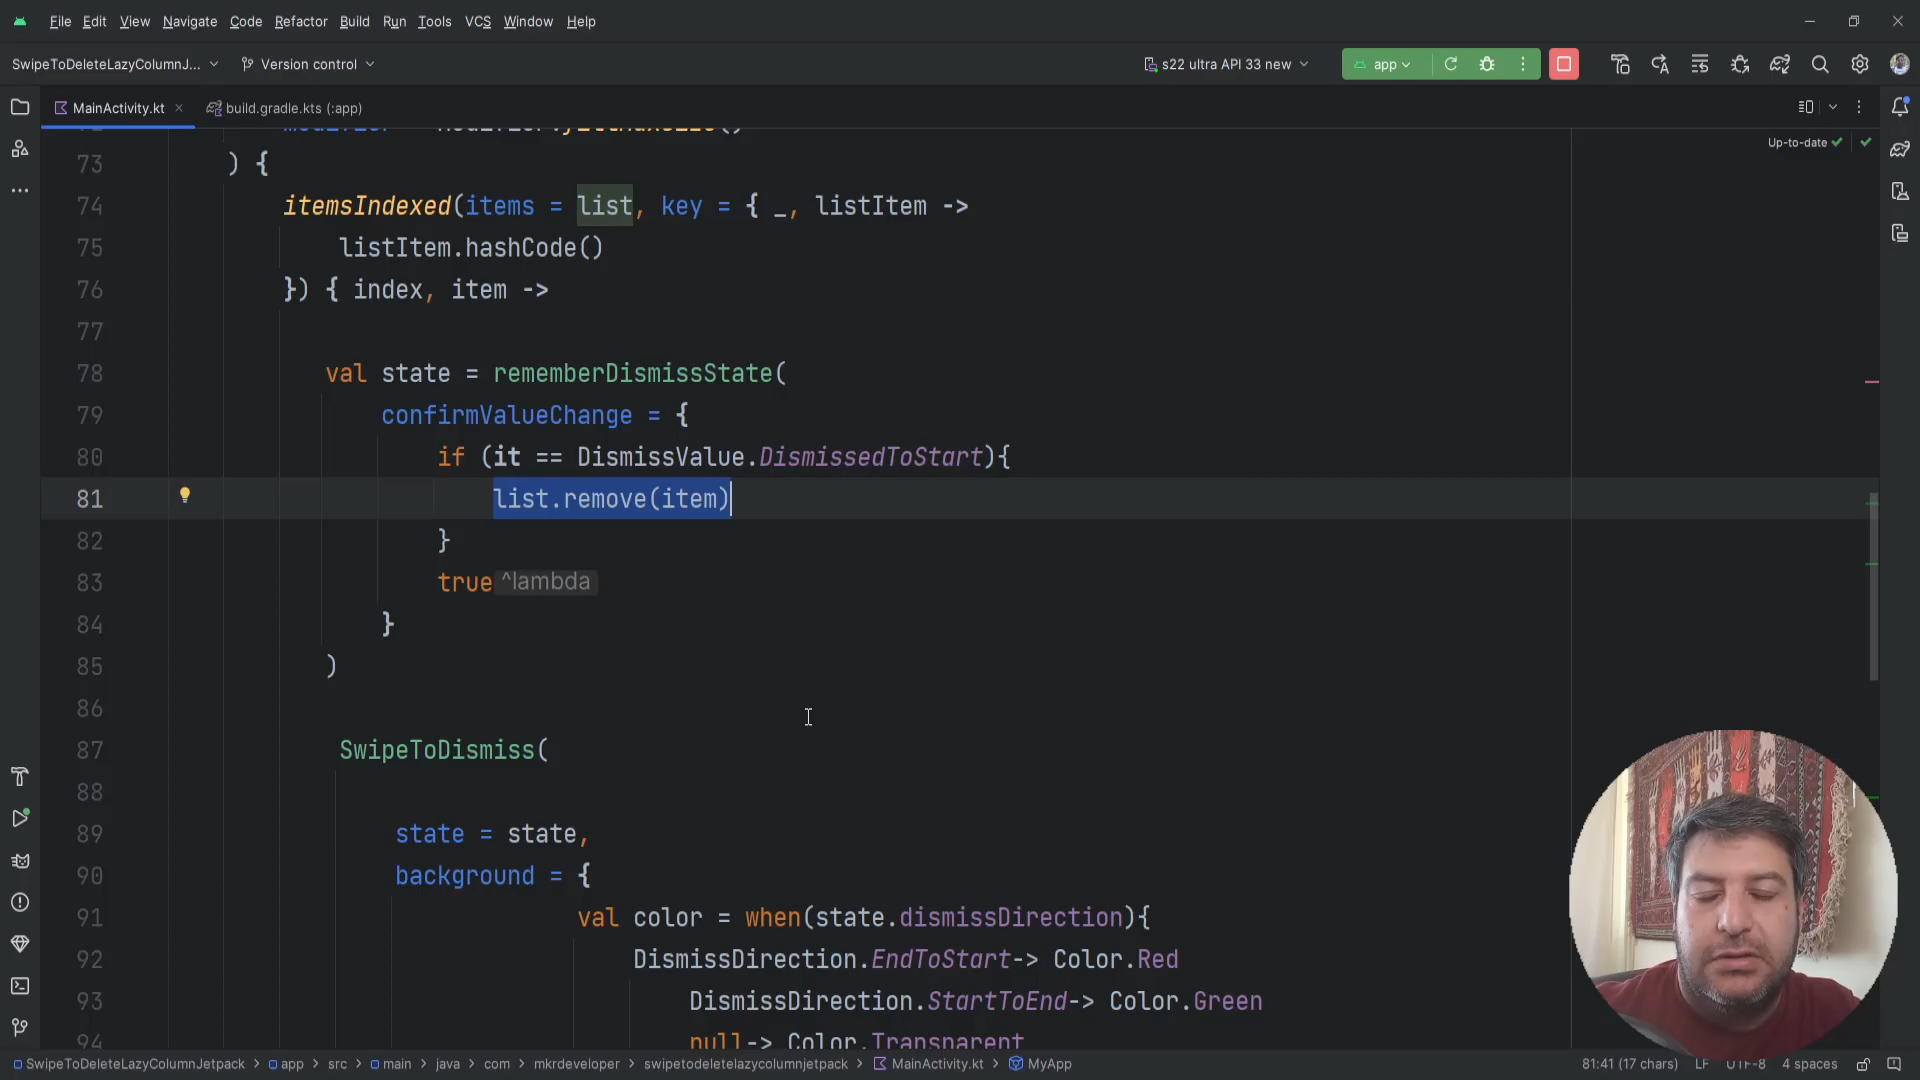 File Edit View Navigate Code Refactor Build Run Tools VCS Window Help
SwipeToDeleteLazyColumnJ... Version control s22 ultra API 33 new app
MainActivity.kt build.gradle.kts (:app)
Up-to-date
73 ) {
74 itemsIndexed(items = list, key = { _, listItem ->
75 listItem.hashCode()
76 }) { index, item ->
77
78 val state = rememberDismissState(
79 confirmValueChange = {
80 if (it == DismissValue.DismissedToStart){
81 list.remove(item)
82 }
83 true ^lambda
84 }
85 )
86
87 SwipeToDismiss(
88
89 state = state,
90 background = {
91 val color = when(state.dismissDirection){
92 DismissDirection.EndToStart-> Color.Red
93 DismissDirection.StartToEnd-> Color.Green
94 null-> Color.Transparent
SwipeToDeleteLazyColumnJetpack > app > src > main > java > com > mkrdeveloper > swipetodeletelazycolumnjetpack > MainActivity.kt > MyApp 81:41 (17 chars) LF UTF-8 4 spaces